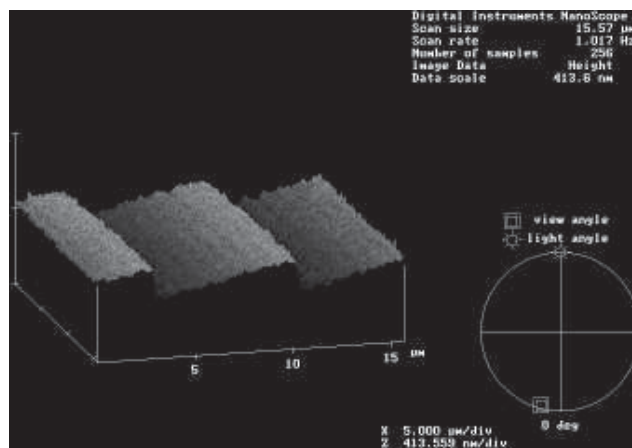 Digital Instruments NanoScope
Scan size 15.57 µm
Scan rate 1.017 Hz
Number of samples 256
Image Data Height
Data scale 413.6 nm
view angle
light angle
5
10
15
µm
0 deg
X 5.000 µm/div
Z 413.559 nm/div